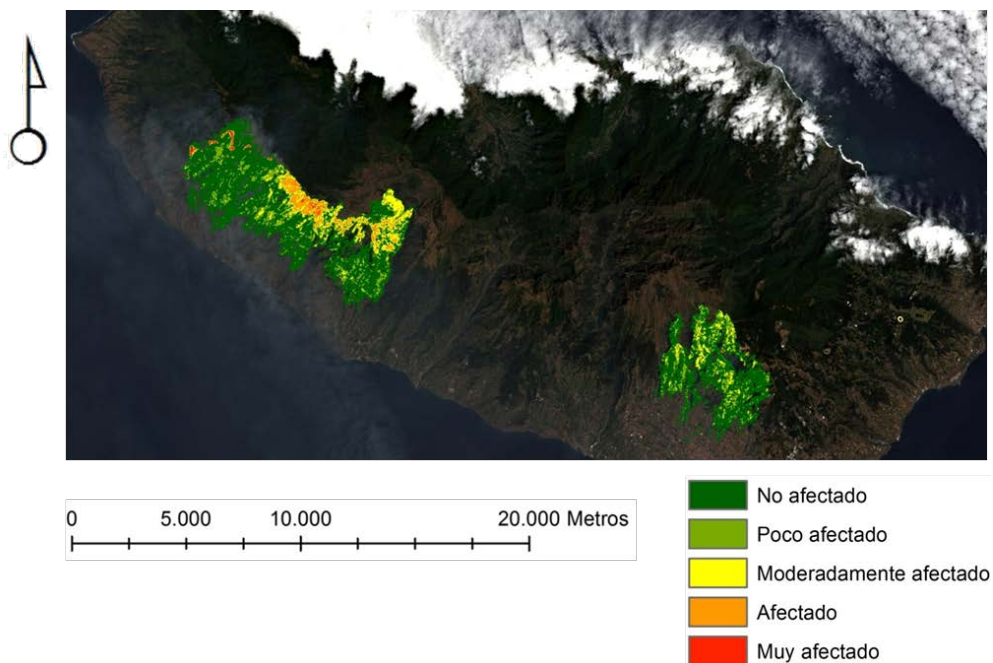 0 5.000 10.000 20.000 Metros
No afectado
Poco afectado
Moderadamente afectado
Afectado
Muy afectado